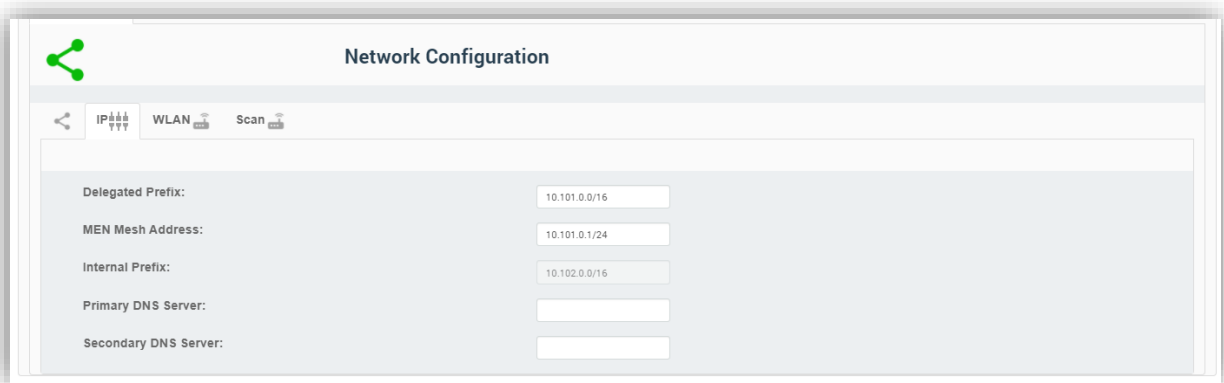 Network Configuration
IP WLAN Scan
Delegated Prefix: 10.101.0.0/16
MEN Mesh Address: 10.101.0.1/24
Internal Prefix: 10.102.0.0/16
Primary DNS Server:
Secondary DNS Server: